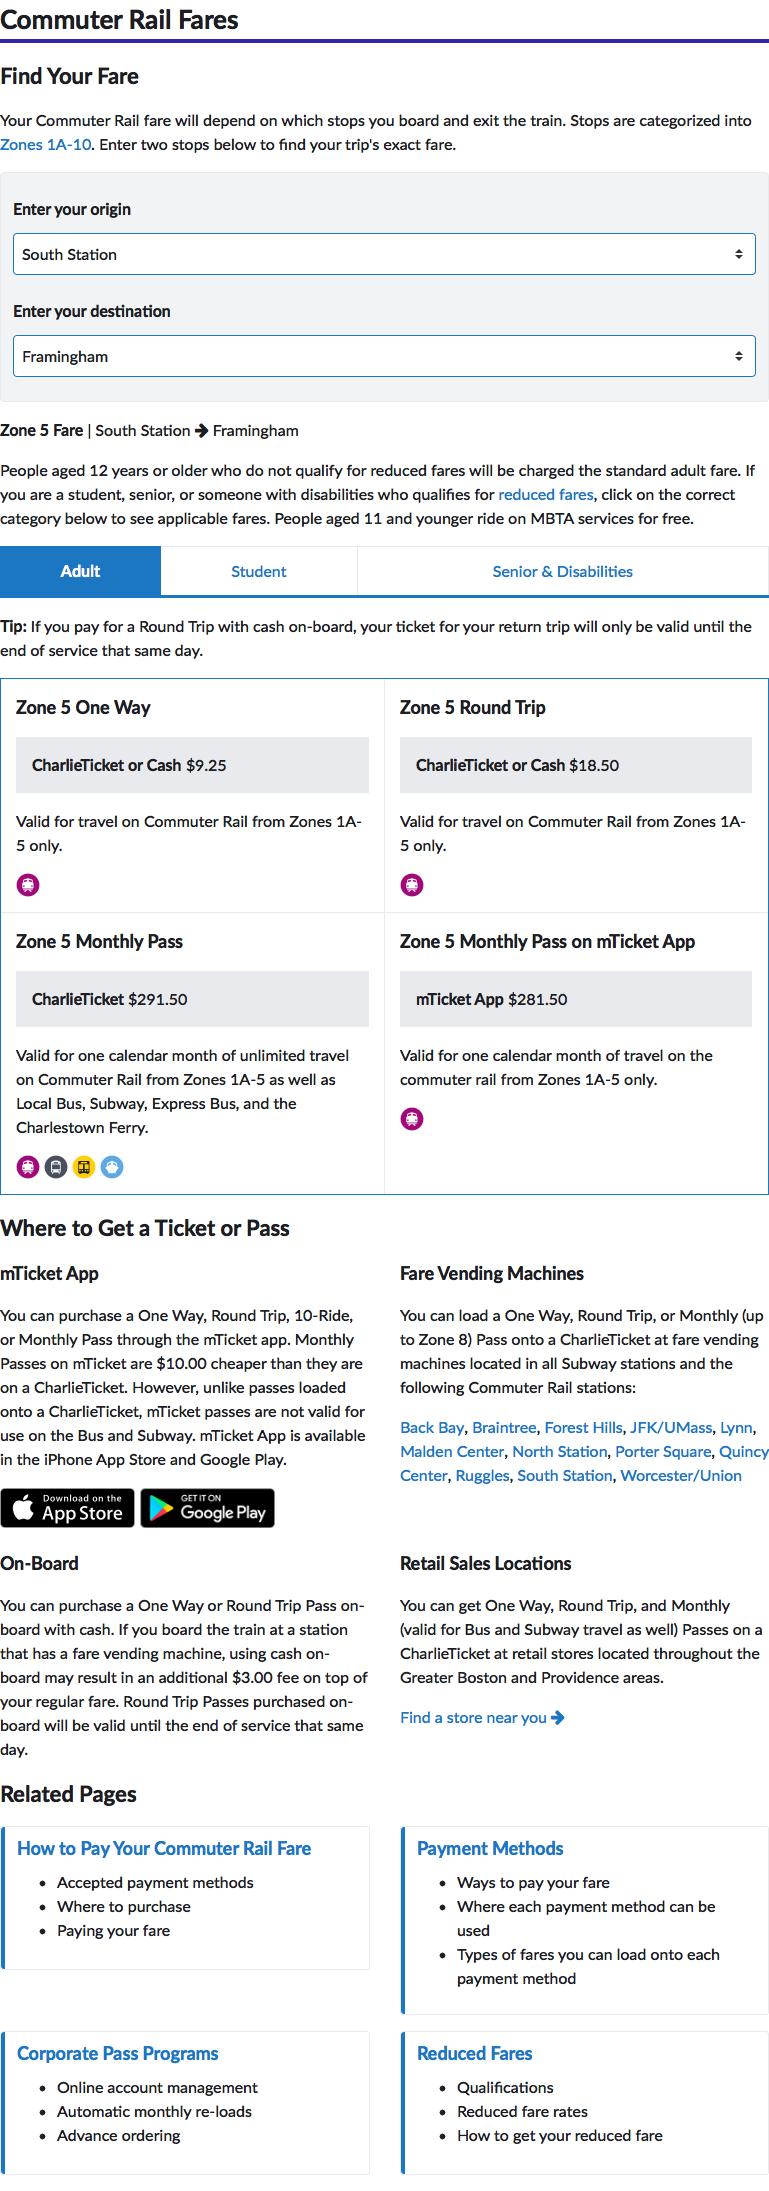 Commuter Rail Fares
Find Your Fare
Your Commuter Rail fare will depend on which stops you board and exit the train. Stops are categorized into
Zones 1A-10. Enter two stops below to find your trip's exact fare.
Enter your origin
South Station
Enter your destination
Framingham
Zone 5 Fare | South Station → Framingham
People aged 12 years or older who do not qualify for reduced fares will be charged the standard adult fare. If
you are a student, senior, or someone with disabilities who qualifies for reduced fares, click on the correct
category below to see applicable fares. People aged 11 and younger ride on MBTA services for free.
Adult
Student
Senior & Disabilities
Tip: If you pay for a Round Trip with cash on-board, your ticket for your return trip will only be valid until the
end of service that same day.
Zone 5 One Way
CharlieTicket or Cash $9.25
Valid for travel on Commuter Rail from Zones 1A-
5 only.
Zone 5 Round Trip
CharlieTicket or Cash $18.50
Valid for travel on Commuter Rail from Zones 1A-
5 only.
Zone 5 Monthly Pass
CharlieTicket $291.50
Valid for one calendar month of unlimited travel
on Commuter Rail from Zones 1A-5 as well as
Local Bus, Subway, Express Bus, and the
Charlestown Ferry.
Zone 5 Monthly Pass on mTicket App
mTicket App $281.50
Valid for one calendar month of travel on the
commuter rail from Zones 1A-5 only.
Where to Get a Ticket or Pass
mTicket App
You can purchase a One Way, Round Trip, 10-Ride,
or Monthly Pass through the mTicket app. Monthly
Passes on mTicket are $10.00 cheaper than they are
on a CharlieTicket. However, unlike passes loaded
onto a CharlieTicket, mTicket passes are not valid for
use on the Bus and Subway. mTicket App is available
in the iPhone App Store and Google Play.
Download on the
App Store
GET IT ON
Google Play
Fare Vending Machines
You can load a One Way, Round Trip, or Monthly (up
to Zone 8) Pass onto a CharlieTicket at fare vending
machines located in all Subway stations and the
following Commuter Rail stations:
Back Bay, Braintree, Forest Hills, JFK/UMass, Lynn,
Malden Center, North Station, Porter Square, Quincy
Center, Ruggles, South Station, Worcester/Union
On-Board
You can purchase a One Way or Round Trip Pass on-
board with cash. If you board the train at a station
that has a fare vending machine, using cash on-
board may result in an additional $3.00 fee on top of
your regular fare. Round Trip Passes purchased on-
board will be valid until the end of service that same
day.
Retail Sales Locations
You can get One Way, Round Trip, and Monthly
(valid for Bus and Subway travel as well) Passes on a
CharlieTicket at retail stores located throughout the
Greater Boston and Providence areas.
Find a store near you →
Related Pages
How to Pay Your Commuter Rail Fare
• Accepted payment methods
• Where to purchase
• Paying your fare
Payment Methods
• Ways to pay your fare
• Where each payment method can be
used
• Types of fares you can load onto each
payment method
Corporate Pass Programs
• Online account management
• Automatic monthly re-loads
• Advance ordering
Reduced Fares
• Qualifications
• Reduced fare rates
• How to get your reduced fare